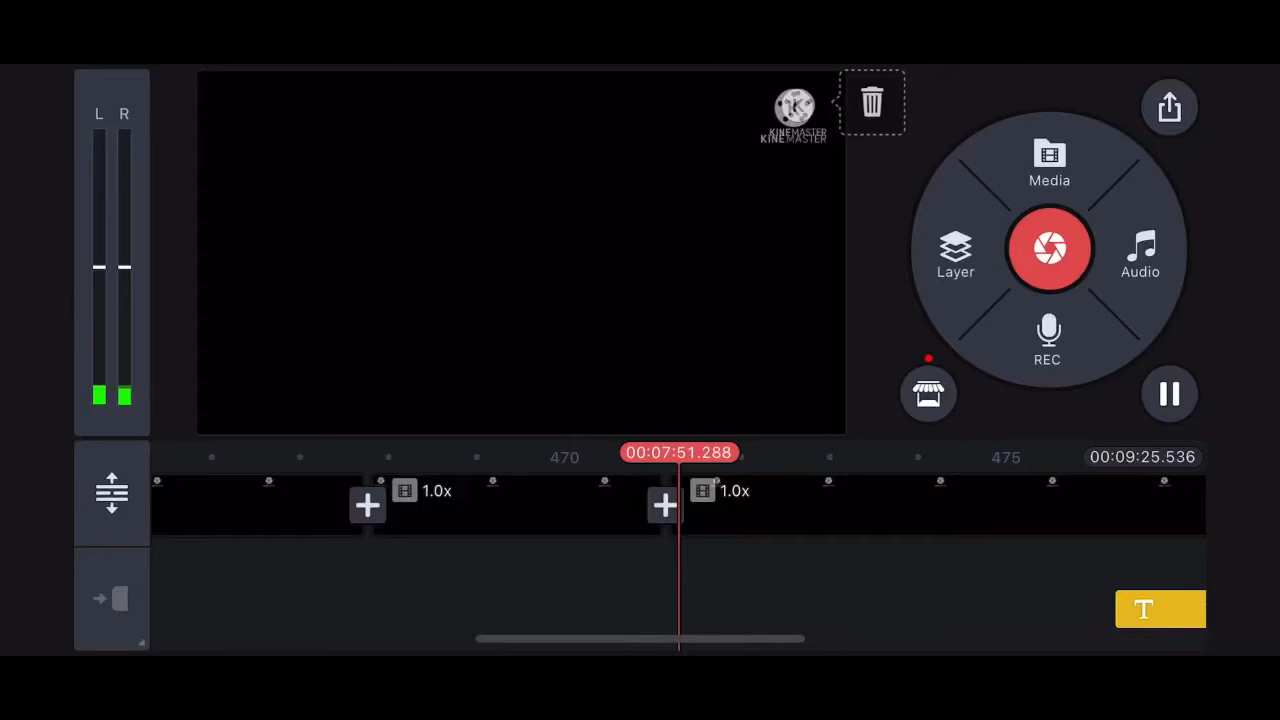 L R
KINEMASTER
KINEMASTER
Media
Layer
Audio
REC
470
00:07:51.288
475
00:09:25.536
1.0x
1.0x
T